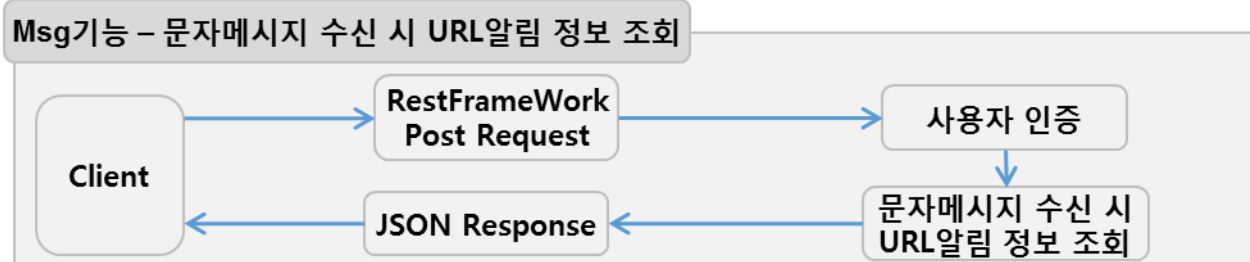 Msg기능 – 문자메시지 수신 시 URL알림 정보 조회
Client
RestFrameWork
Post Request
사용자 인증
JSON Response
문자메시지 수신 시
URL알림 정보 조회